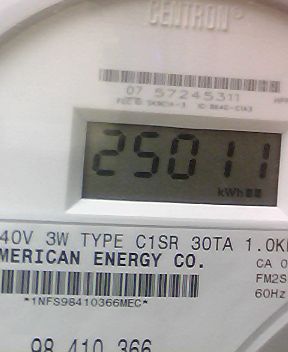 CENTRON®
07 57245311
25011
kWh
40V 3W TYPE C1SR 30TA 1.0K
MERICAN ENERGY CO.
CA 0
FM2S
60Hz
*1NFS98410366MEC*
98 410 366